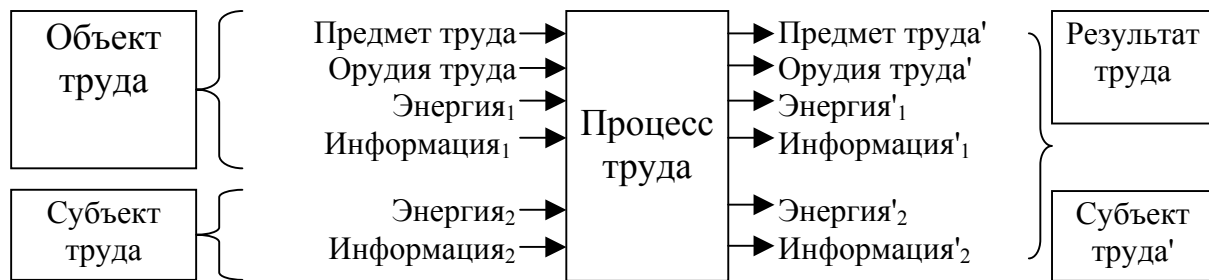 Объект
труда
Субъект
труда
Предмет труда
Орудия труда
Энергия₁
Информация₁
Энергия₂
Информация₂
Процесс
труда
Предмет труда'
Орудия труда'
Энергия'₁
Информация'₁
Энергия'₂
Информация'₂
Результат
труда
Субъект
труда'